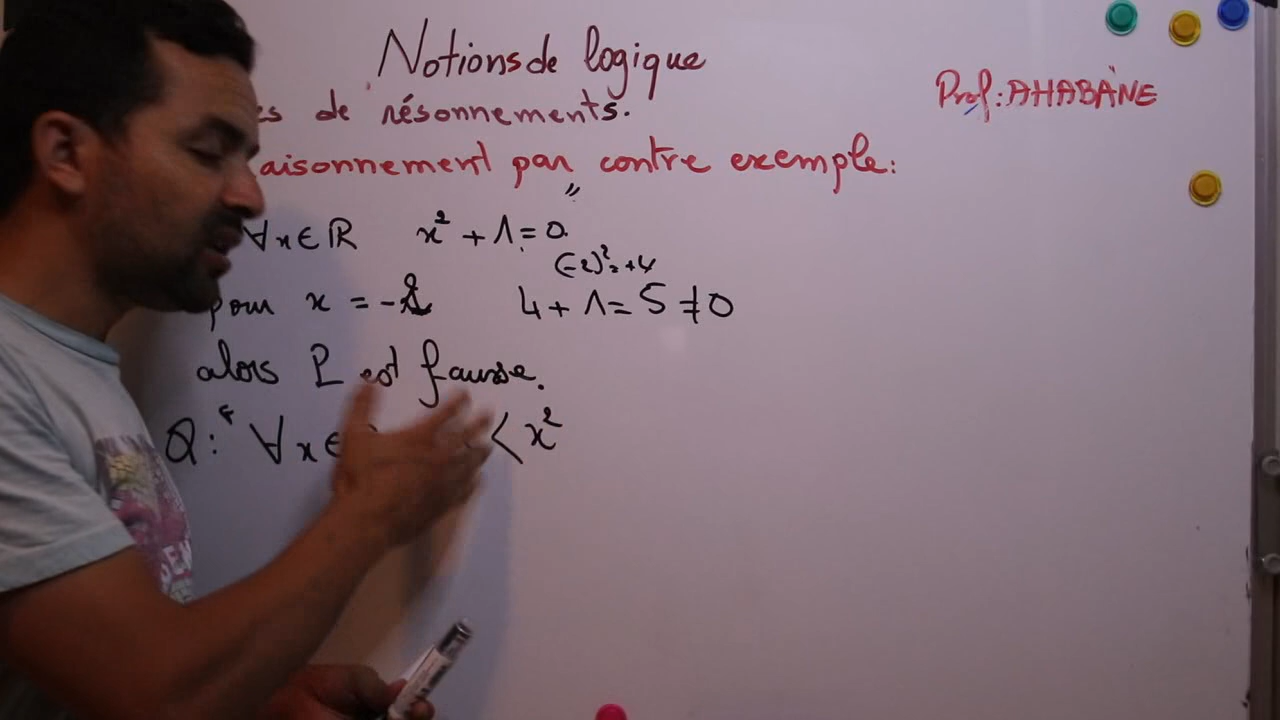 Notions de logique
Prof: AHABANE
es de résonnements.
aisonnement par contre exemple:
∀x∈ℝ x² + 1 = 0 "
(-2)² = +4
pour x = -2 4 + 1 = 5 ≠ 0
alors P est fausse.
Q: " ∀x∈ < x²